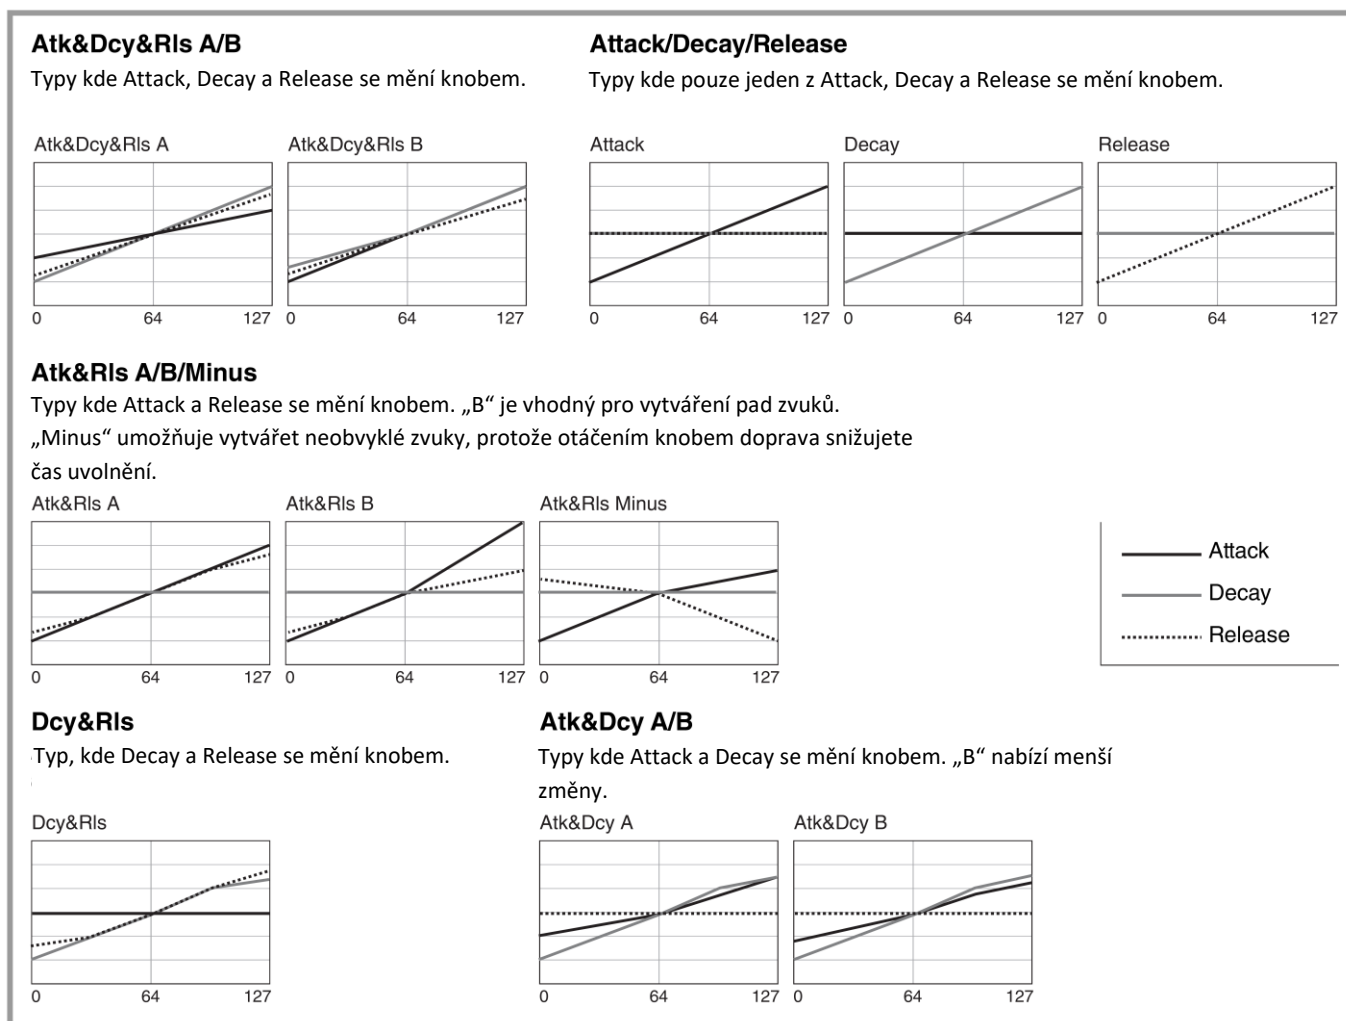 Atk&Dcy&Rls A/B
Typy kde Attack, Decay a Release se mění knobem.
Attack/Decay/Release
Typy kde pouze jeden z Attack, Decay a Release se mění knobem.
Atk&Dcy&Rls A
0 64 127
Atk&Dcy&Rls B
0 64 127
Attack
0 64 127
Decay
0 64 127
Release
0 64 127
Atk&Rls A/B/Minus
Typy kde Attack a Release se mění knobem. „B“ je vhodný pro vytváření pad zvuků.
„Minus“ umožňuje vytvářet neobvyklé zvuky, protože otáčením knobem doprava snižujete
čas uvolnění.
Atk&Rls A
0 64 127
Atk&Rls B
0 64 127
Atk&Rls Minus
0 64 127
Attack
Decay
Release
Dcy&Rls
Typ, kde Decay a Release se mění knobem.
Dcy&Rls
0 64 127
Atk&Dcy A/B
Typy kde Attack a Decay se mění knobem. „B“ nabízí menší
změny.
Atk&Dcy A
0 64 127
Atk&Dcy B
0 64 127